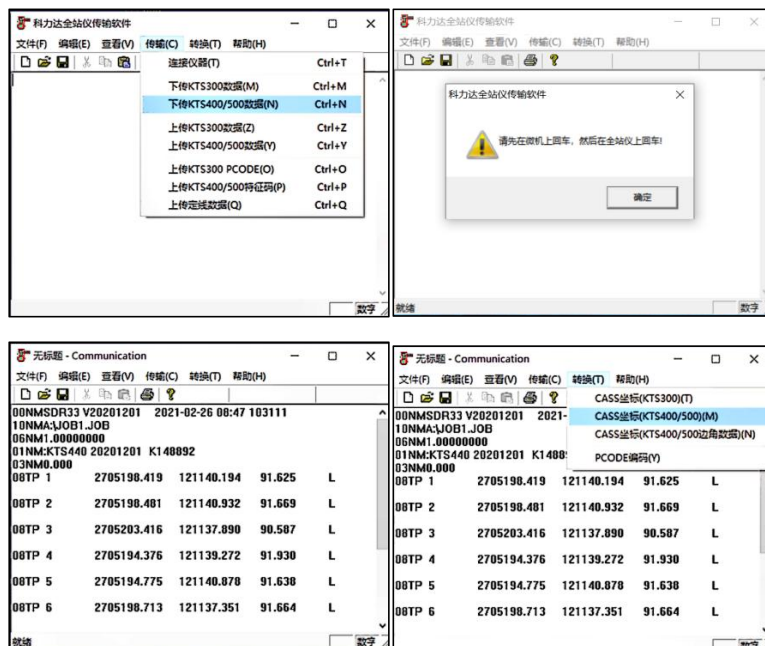 科力达全站仪传输软件
文件(F) 编辑(E) 查看(V) 传输(C) 转换(T) 帮助(H)
连接仪器(T) Ctrl+T
下传KTS300数据(M) Ctrl+M
下传KTS400/500数据(N) Ctrl+N
上传KTS300数据(Z) Ctrl+Z
上传KTS400/500数据(Y) Ctrl+Y
上传KTS300 PCODE(O) Ctrl+O
上传KTS400/500特征码(P) Ctrl+P
上传定线数据(Q) Ctrl+Q
数字
科力达全站仪传输软件
文件(F) 编辑(E) 查看(V) 传输(C) 转换(T) 帮助(H)
科力达全站仪传输软件
请先在微机上回车，然后在全站仪上回车!
确定
就绪 数字
无标题 - Communication
文件(F) 编辑(E) 查看(V) 传输(C) 转换(T) 帮助(H)
00NMSDR33 V20201201 2021-02-26 08:47 103111
10NMA:\JOB1.JOB
06NM1.00000000
01NM:KTS440 20201201 K148892
03NM0.000
08TP 1 2705198.419 121140.194 91.625 L
08TP 2 2705198.481 121140.932 91.669 L
08TP 3 2705203.416 121137.890 90.587 L
08TP 4 2705194.376 121139.272 91.930 L
08TP 5 2705194.775 121140.878 91.638 L
08TP 6 2705198.713 121137.351 91.664 L
就绪 数字
无标题 - Communication
文件(F) 编辑(E) 查看(V) 传输(C) 转换(T) 帮助(H)
CASS坐标(KTS300)(T)
CASS坐标(KTS400/500)(M)
CASS坐标(KTS400/500边角数据)(N)
PCODE编码(Y)
00NMSDR33 V20201201 2021-
10NMA:\JOB1.JOB
06NM1.00000000
01NM:KTS440 20201201 K1488
03NM0.000
08TP 1 2705198.419 121140.194 91.625 L
08TP 2 2705198.481 121140.932 91.669 L
08TP 3 2705203.416 121137.890 90.587 L
08TP 4 2705194.376 121139.272 91.930 L
08TP 5 2705194.775 121140.878 91.638 L
08TP 6 2705198.713 121137.351 91.664 L
数字